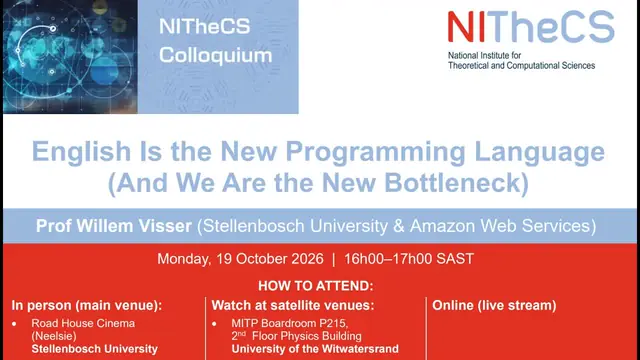 NITheCS
Colloquium
NITheCS
National Institute for
Theoretical and Computational Sciences
English Is the New Programming Language
(And We Are the New Bottleneck)
Prof Willem Visser (Stellenbosch University & Amazon Web Services)
Monday, 19 October 2026 | 16h00–17h00 SAST
HOW TO ATTEND:
In person (main venue):
• Road House Cinema
(Neelsie)
Stellenbosch University
Watch at satellite venues:
• MITP Boardroom P215,
2nd Floor Physics Building
University of the Witwatersrand
Online (live stream)